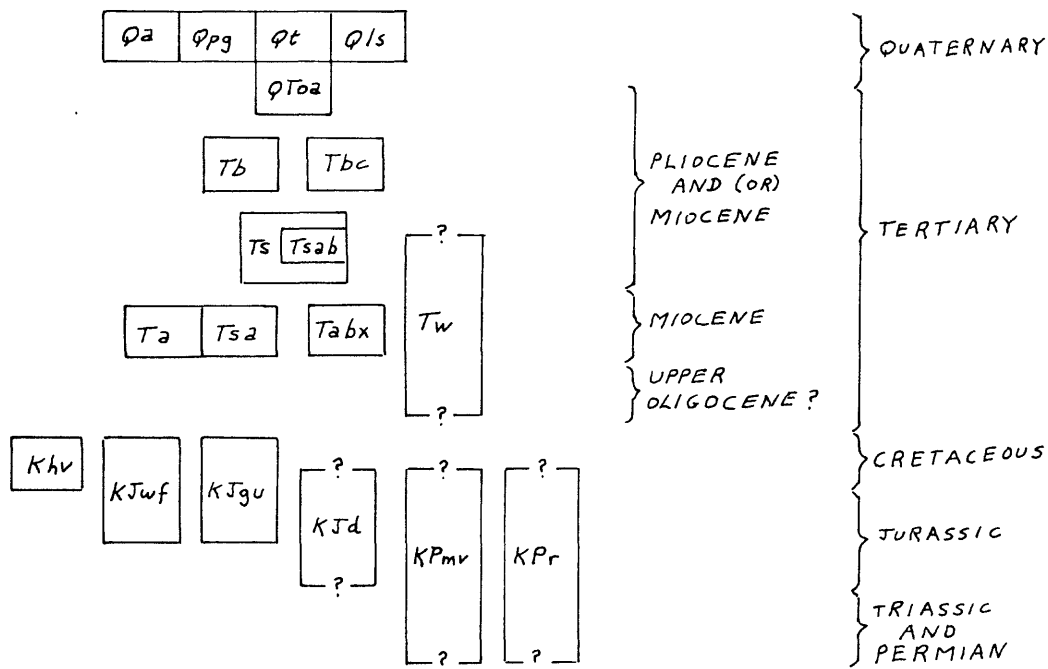 Qa Qpg Qt Qls
QUATERNARY
QToa
Tb Tbc
PLIOCENE
AND (OR)
MIOCENE
TERTIARY
Ts Tsab
?
Tw
?
Ta Tsa Tabx
MIOCENE
UPPER
OLIGOCENE ?
Khv
KJwf
KJgu
?
KJd
?
?
KPmv
?
?
KPr
?
CRETACEOUS
JURASSIC
TRIASSIC
AND
PERMIAN